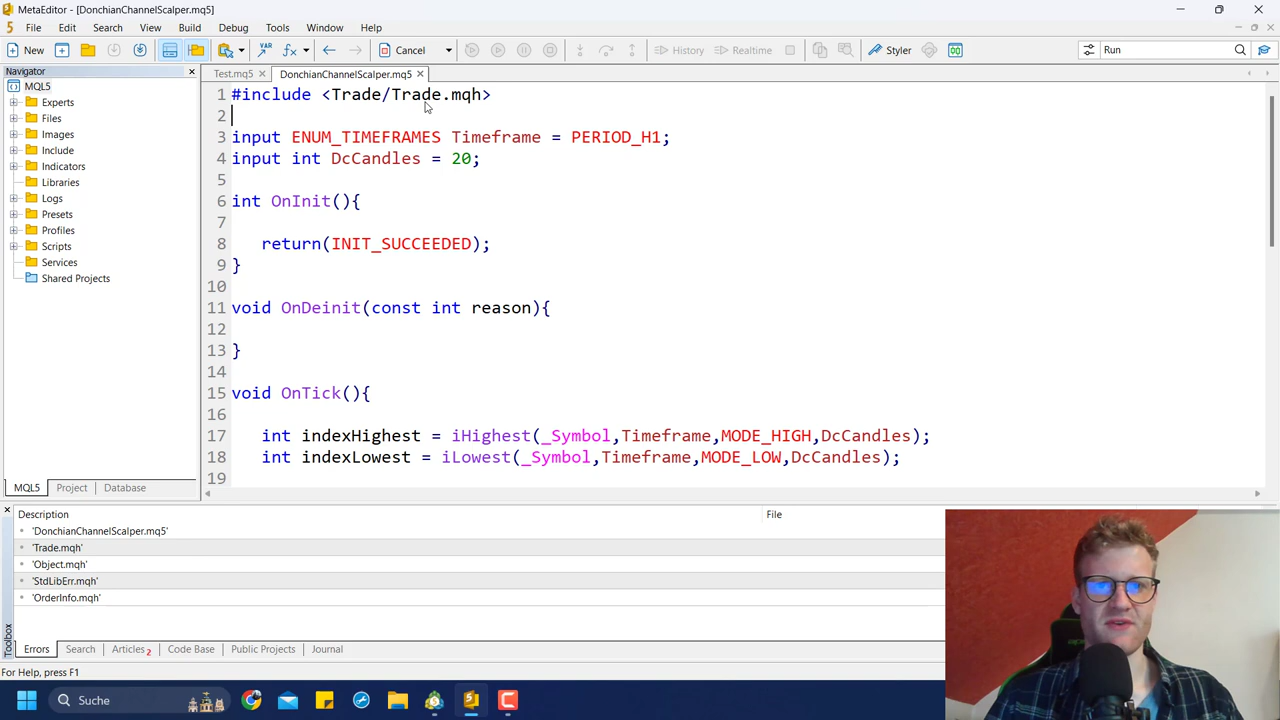 MetaEditor - [DonchianChannelScalper.mq5]
5 File Edit Search View Build Debug Tools Window Help
New Cancel History Realtime Styler Run
Navigator
MQL5
Experts
Files
Images
Include
Indicators
Libraries
Logs
Presets
Profiles
Scripts
Services
Shared Projects
MQL5 Project Database
Test.mq5 DonchianChannelScalper.mq5
1 #include <Trade/Trade.mqh>
2
3 input ENUM_TIMEFRAMES Timeframe = PERIOD_H1;
4 input int DcCandles = 20;
5
6 int OnInit(){
7
8 return(INIT_SUCCEEDED);
9 }
10
11 void OnDeinit(const int reason){
12
13 }
14
15 void OnTick(){
16
17 int indexHighest = iHighest(_Symbol,Timeframe,MODE_HIGH,DcCandles);
18 int indexLowest = iLowest(_Symbol,Timeframe,MODE_LOW,DcCandles);
19
Description File
'DonchianChannelScalper.mq5'
'Trade.mqh'
'Object.mqh'
'StdLibErr.mqh'
'OrderInfo.mqh'
Toolbox
Errors Search Articles 2 Code Base Public Projects Journal
For Help, press F1
Suche